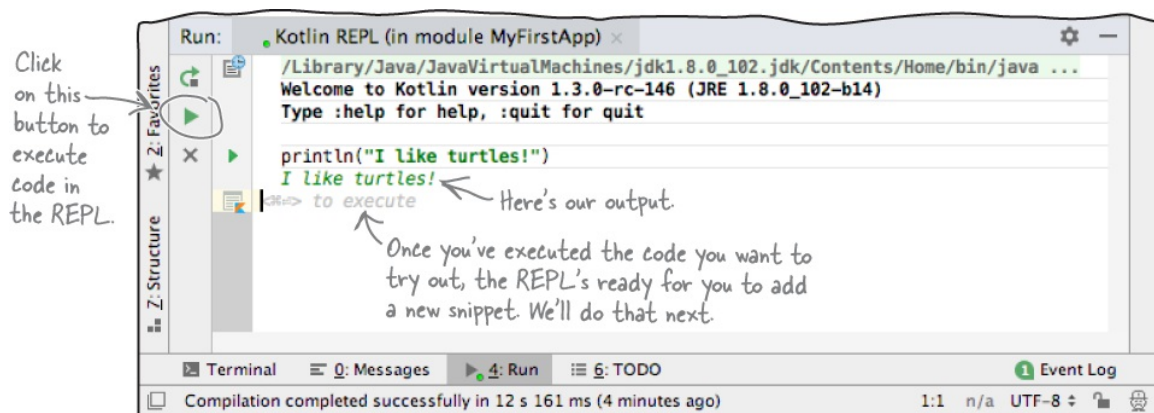 Run: Kotlin REPL (in module MyFirstApp) ×
Click
on this
button to
execute
code in
the REPL.
2: Favorites
7: Structure
/Library/Java/JavaVirtualMachines/jdk1.8.0_102.jdk/Contents/Home/bin/java ...
Welcome to Kotlin version 1.3.0-rc-146 (JRE 1.8.0_102-b14)
Type :help for help, :quit for quit
println("I like turtles!")
I like turtles!
<⌘⏎> to execute
Here's our output.
Once you've executed the code you want to
try out, the REPL's ready for you to add
a new snippet. We'll do that next.
Terminal 0: Messages 4: Run 6: TODO 1 Event Log
Compilation completed successfully in 12 s 161 ms (4 minutes ago) 1:1 n/a UTF-8